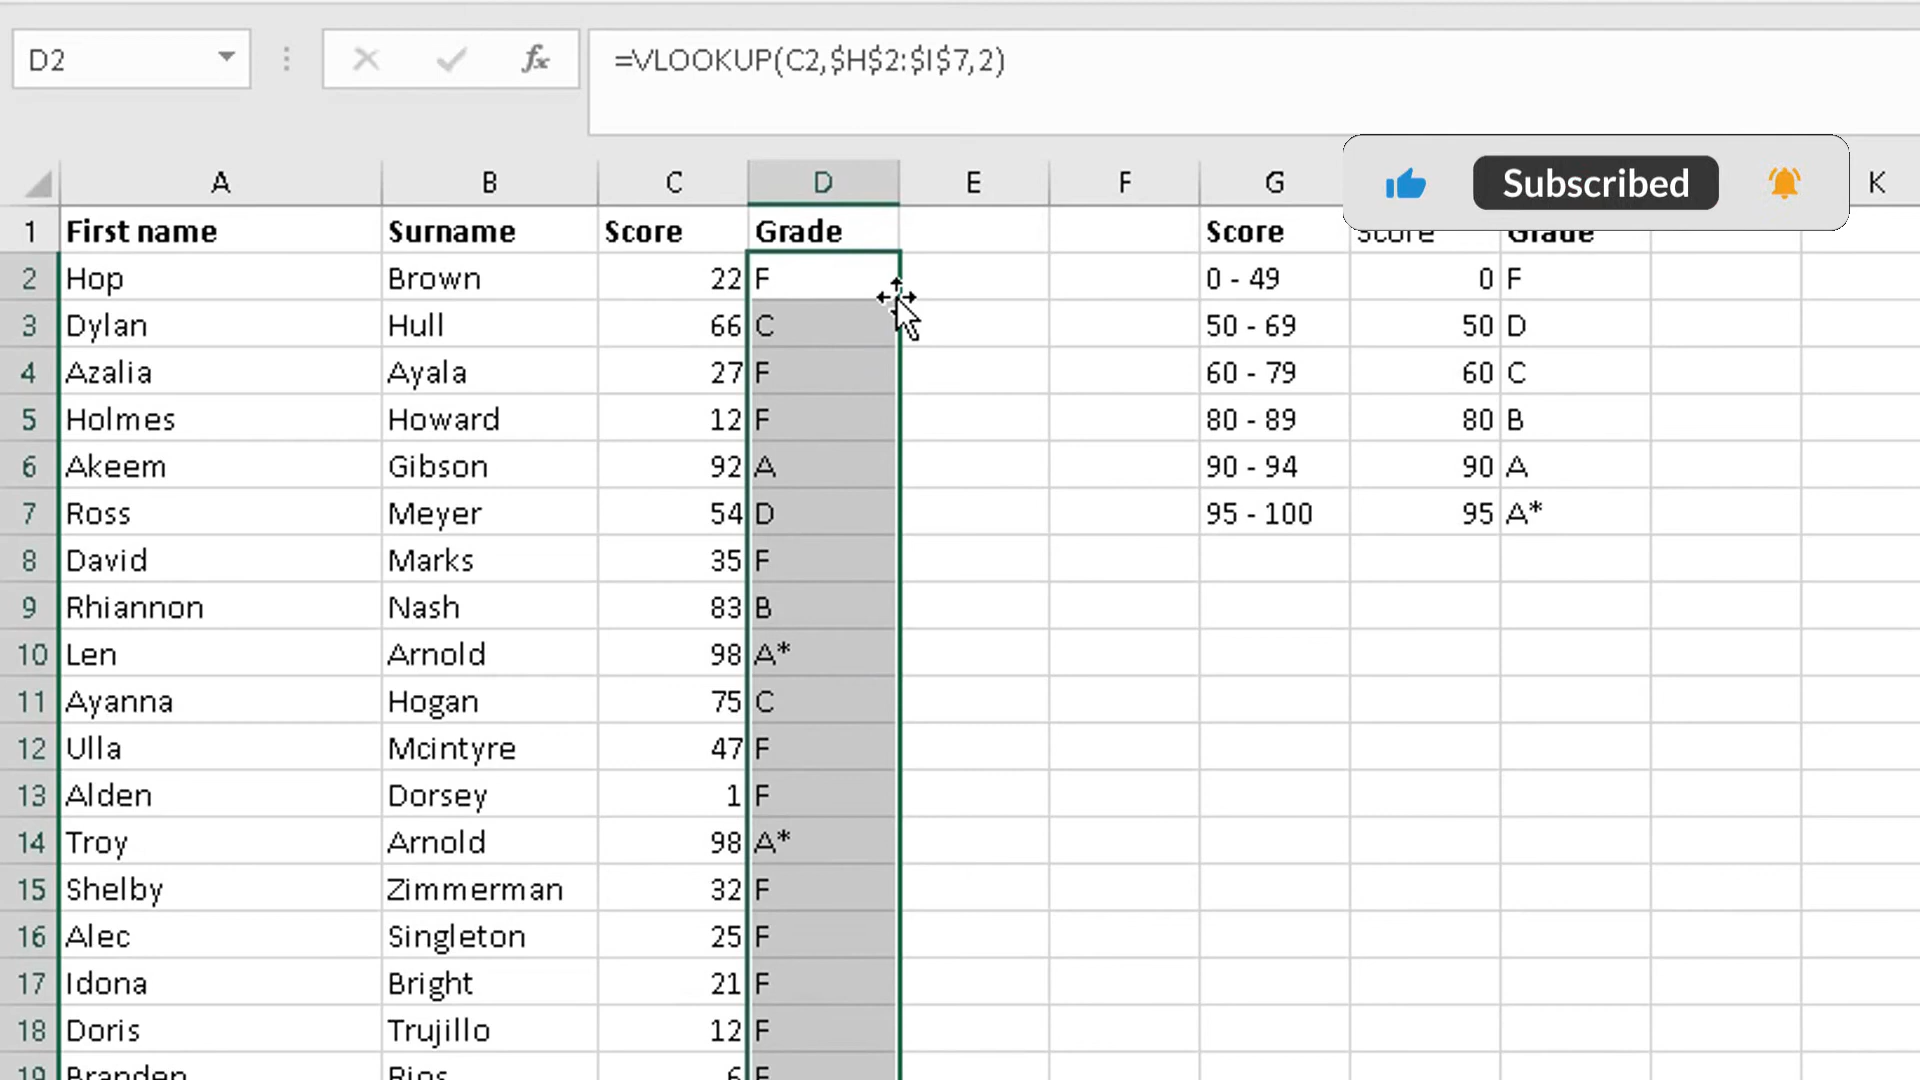 D2 fx =VLOOKUP(C2,$H$2:$I$7,2)
Subscribed
A B C D E F G K
1 First name Surname Score Grade Score Score Grade
2 Hop Brown 22 F 0 - 49 0 F
3 Dylan Hull 66 C 50 - 69 50 D
4 Azalia Ayala 27 F 60 - 79 60 C
5 Holmes Howard 12 F 80 - 89 80 B
6 Akeem Gibson 92 A 90 - 94 90 A
7 Ross Meyer 54 D 95 - 100 95 A*
8 David Marks 35 F
9 Rhiannon Nash 83 B
10 Len Arnold 98 A*
11 Ayanna Hogan 75 C
12 Ulla Mcintyre 47 F
13 Alden Dorsey 1 F
14 Troy Arnold 98 A*
15 Shelby Zimmerman 32 F
16 Alec Singleton 25 F
17 Idona Bright 21 F
18 Doris Trujillo 12 F
19 Branden Rios 6 F